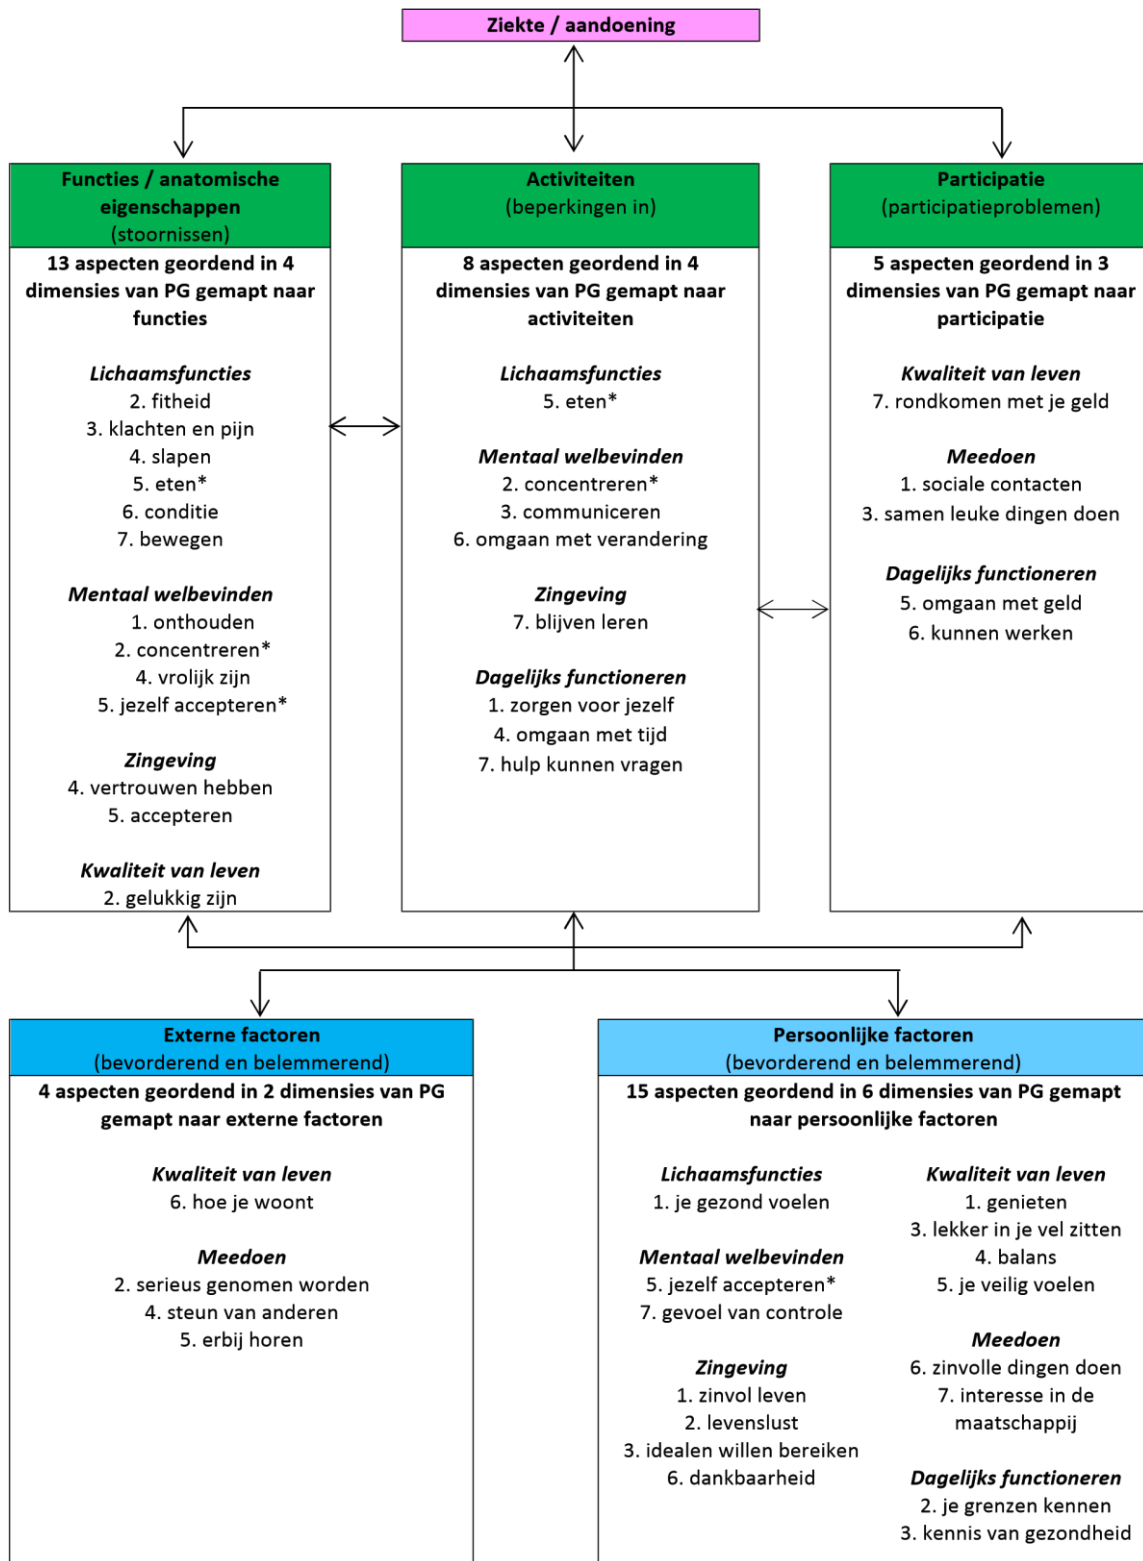 Ziekte / aandoening
Functies / anatomische
eigenschappen
(stoornissen)
13 aspecten geordend in 4
dimensies van PG gemapt naar
functies
Lichaamsfuncties
2. fitheid
3. klachten en pijn
4. slapen
5. eten*
6. conditie
7. bewegen
Mentaal welbevinden
1. onthouden
2. concentreren*
4. vrolijk zijn
5. jezelf accepteren*
Zingeving
4. vertrouwen hebben
5. accepteren
Kwaliteit van leven
2. gelukkig zijn
Activiteiten
(beperkingen in)
8 aspecten geordend in 4
dimensies van PG gemapt naar
activiteiten
Lichaamsfuncties
5. eten*
Mentaal welbevinden
2. concentreren*
3. communiceren
6. omgaan met verandering
Zingeving
7. blijven leren
Dagelijks functioneren
1. zorgen voor jezelf
4. omgaan met tijd
7. hulp kunnen vragen
Participatie
(participatieproblemen)
5 aspecten geordend in 3
dimensies van PG gemapt naar
participatie
Kwaliteit van leven
7. rondkomen met je geld
Meedoen
1. sociale contacten
3. samen leuke dingen doen
Dagelijks functioneren
5. omgaan met geld
6. kunnen werken
Externe factoren
(bevorderend en belemmerend)
4 aspecten geordend in 2 dimensies van PG
gemapt naar externe factoren
Kwaliteit van leven
6. hoe je woont
Meedoen
2. serieus genomen worden
4. steun van anderen
5. erbij horen
Persoonlijke factoren
(bevorderend en belemmerend)
15 aspecten geordend in 6 dimensies van PG gemapt
naar persoonlijke factoren
Lichaamsfuncties
1. je gezond voelen
Mentaal welbevinden
5. jezelf accepteren*
7. gevoel van controle
Zingeving
1. zinvol leven
2. levenslust
3. idealen willen bereiken
6. dankbaarheid
Kwaliteit van leven
1. genieten
3. lekker in je vel zitten
4. balans
5. je veilig voelen
Meedoen
6. zinvolle dingen doen
7. interesse in de
maatschappij
Dagelijks functioneren
2. je grenzen kennen
3. kennis van gezondheid